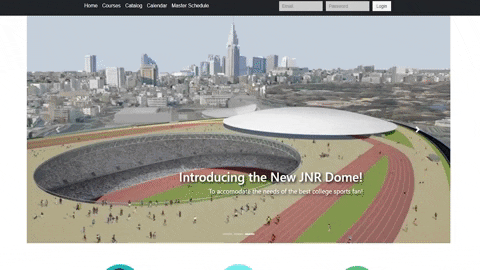 Home Courses Catalog Calendar Master Schedule Email Password Login
Introducing the New JNR Dome!
To accomodate the needs of the best college sports fan!